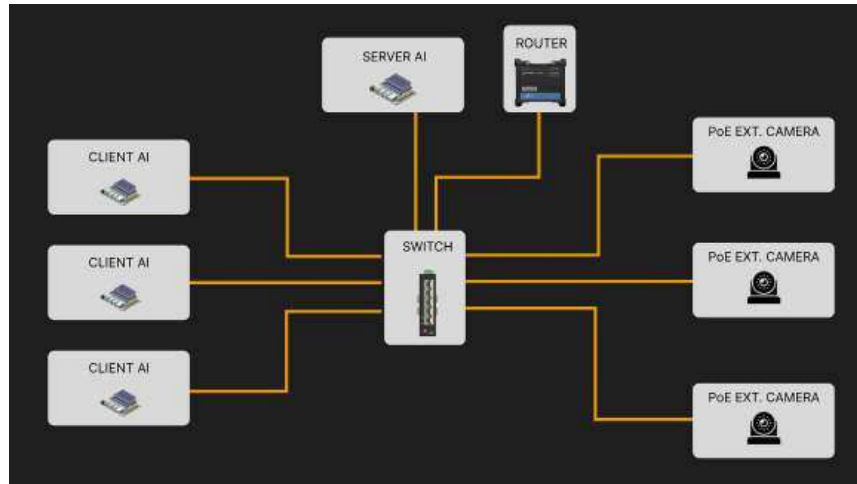 SERVER AI
ROUTER
CLIENT AI
PoE EXT. CAMERA
CLIENT AI
SWITCH
PoE EXT. CAMERA
CLIENT AI
PoE EXT. CAMERA